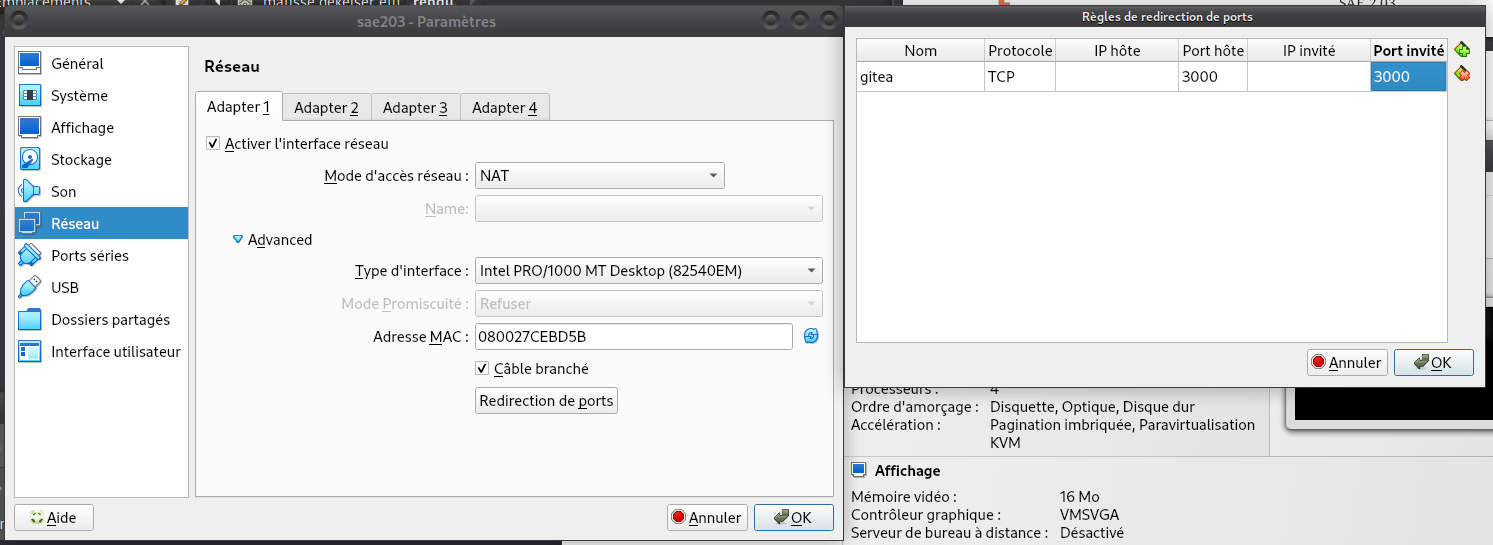 sae203 - Paramètres
Général
Système
Affichage
Stockage
Son
Réseau
Ports séries
USB
Dossiers partagés
Interface utilisateur
Réseau
Adapter 1
Adapter 2
Adapter 3
Adapter 4
Activer l'interface réseau
Mode d'accès réseau : NAT
Name:
Advanced
Type d'interface : Intel PRO/1000 MT Desktop (82540EM)
Mode Promiscuité : Refuser
Adresse MAC : 080027CEBD5B
Câble branché
Redirection de ports
Aide
Annuler
OK
Règles de redirection de ports
Nom Protocole IP hôte Port hôte IP invité Port invité
gitea TCP 3000 3000
Annuler
OK
Processeurs : 4
Ordre d'amorçage : Disquette, Optique, Disque dur
Accélération : Pagination imbriquée, Paravirtualisation
KVM
Affichage
Mémoire vidéo : 16 Mo
Contrôleur graphique : VMSVGA
Serveur de bureau à distance : Désactivé